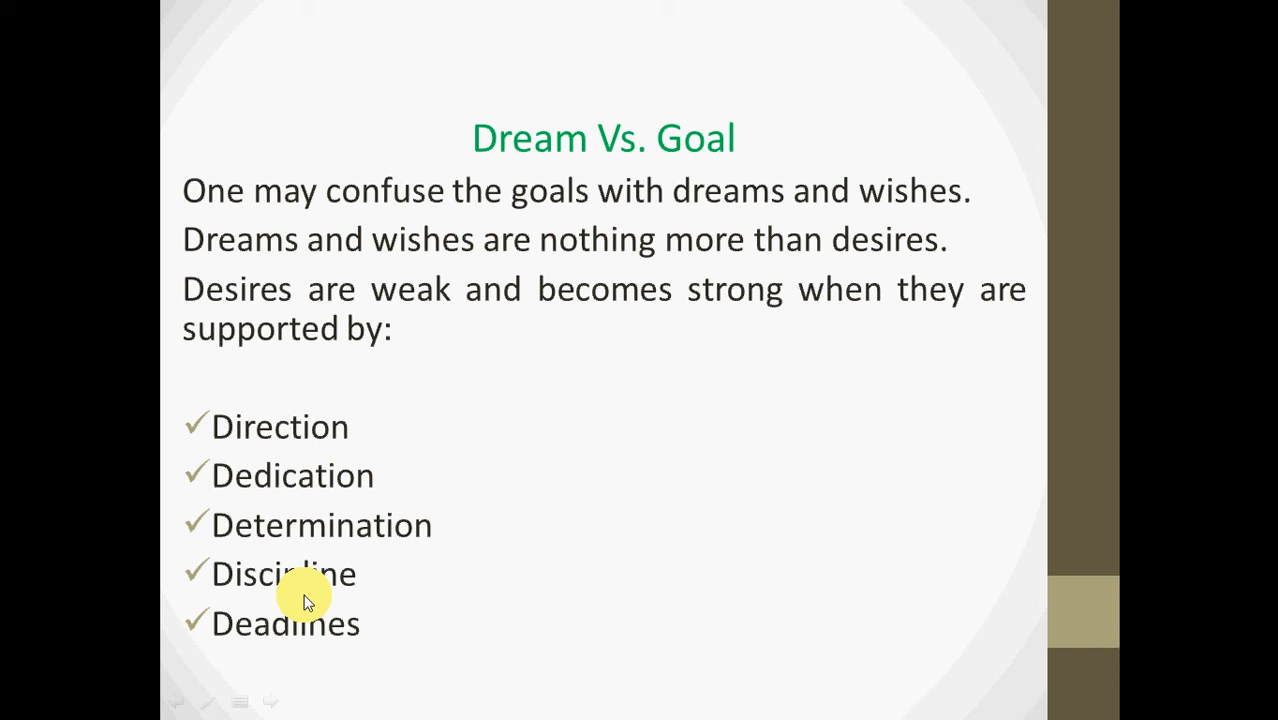 Dream Vs. Goal
One may confuse the goals with dreams and wishes.
Dreams and wishes are nothing more than desires.
Desires are weak and becomes strong when they are
supported by:
✓Direction
✓Dedication
✓Determination
✓Discipline
✓Deadlines